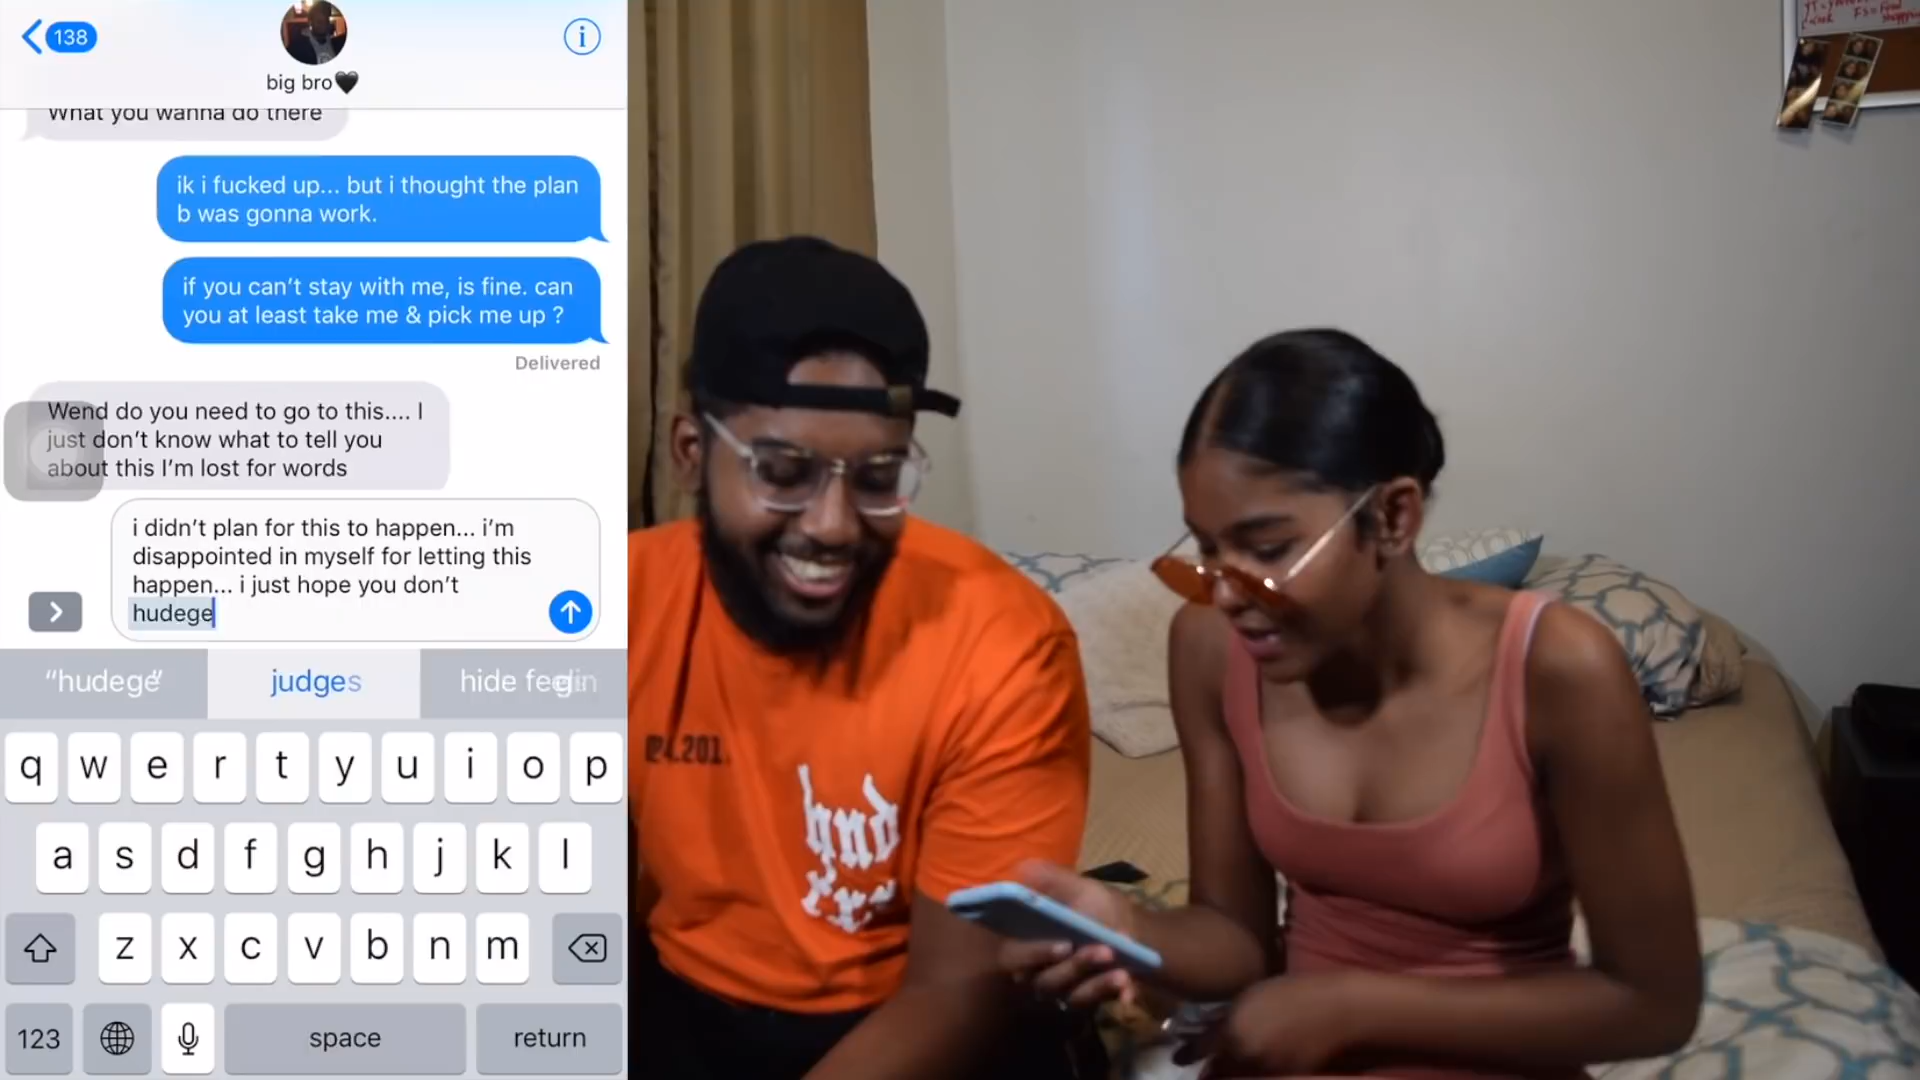 138
big bro🖤
What you wanna do there
ik i fucked up... but i thought the plan
b was gonna work.
if you can't stay with me, is fine. can
you at least take me & pick me up ?
Delivered
Wend do you need to go to this.... I
just don't know what to tell you
about this I'm lost for words
i didn't plan for this to happen... i'm
disappointed in myself for letting this
happen... i just hope you don't
hudege
"hudege" judges hide
q w e r t y u i o p
a s d f g h j k l
z x c v b n m
123 space return
hnd